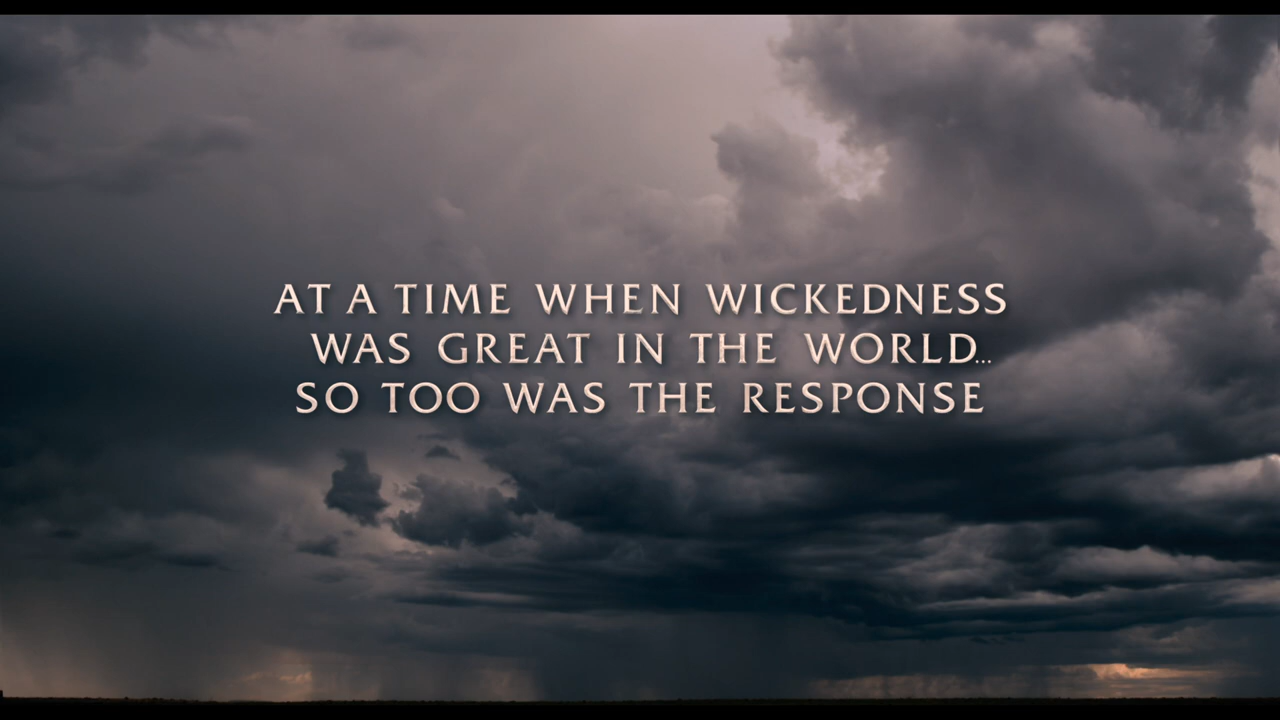 AT A TIME WHEN WICKEDNESS
WAS GREAT IN THE WORLD...
SO TOO WAS THE RESPONSE